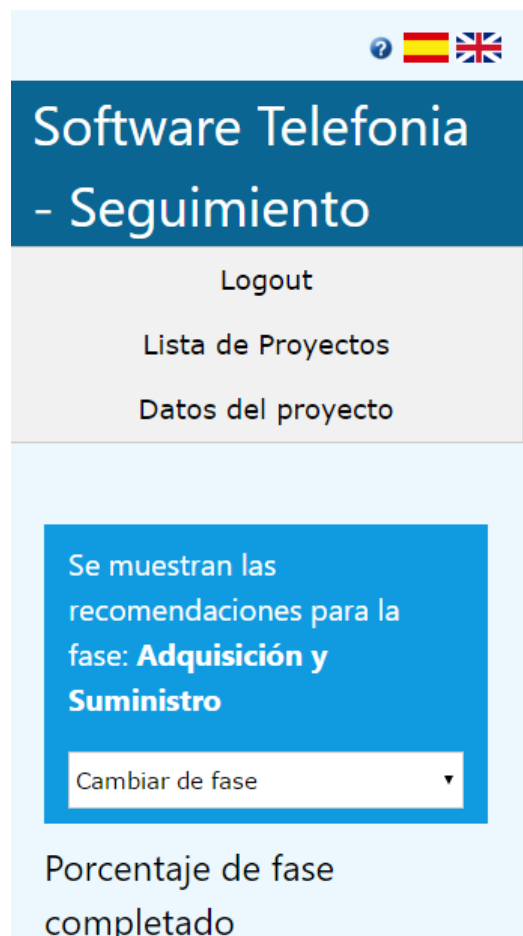 ?
Software Telefonia
- Seguimiento
Logout
Lista de Proyectos
Datos del proyecto
Se muestran las
recomendaciones para la
fase: Adquisición y
Suministro
Cambiar de fase
Porcentaje de fase
completado